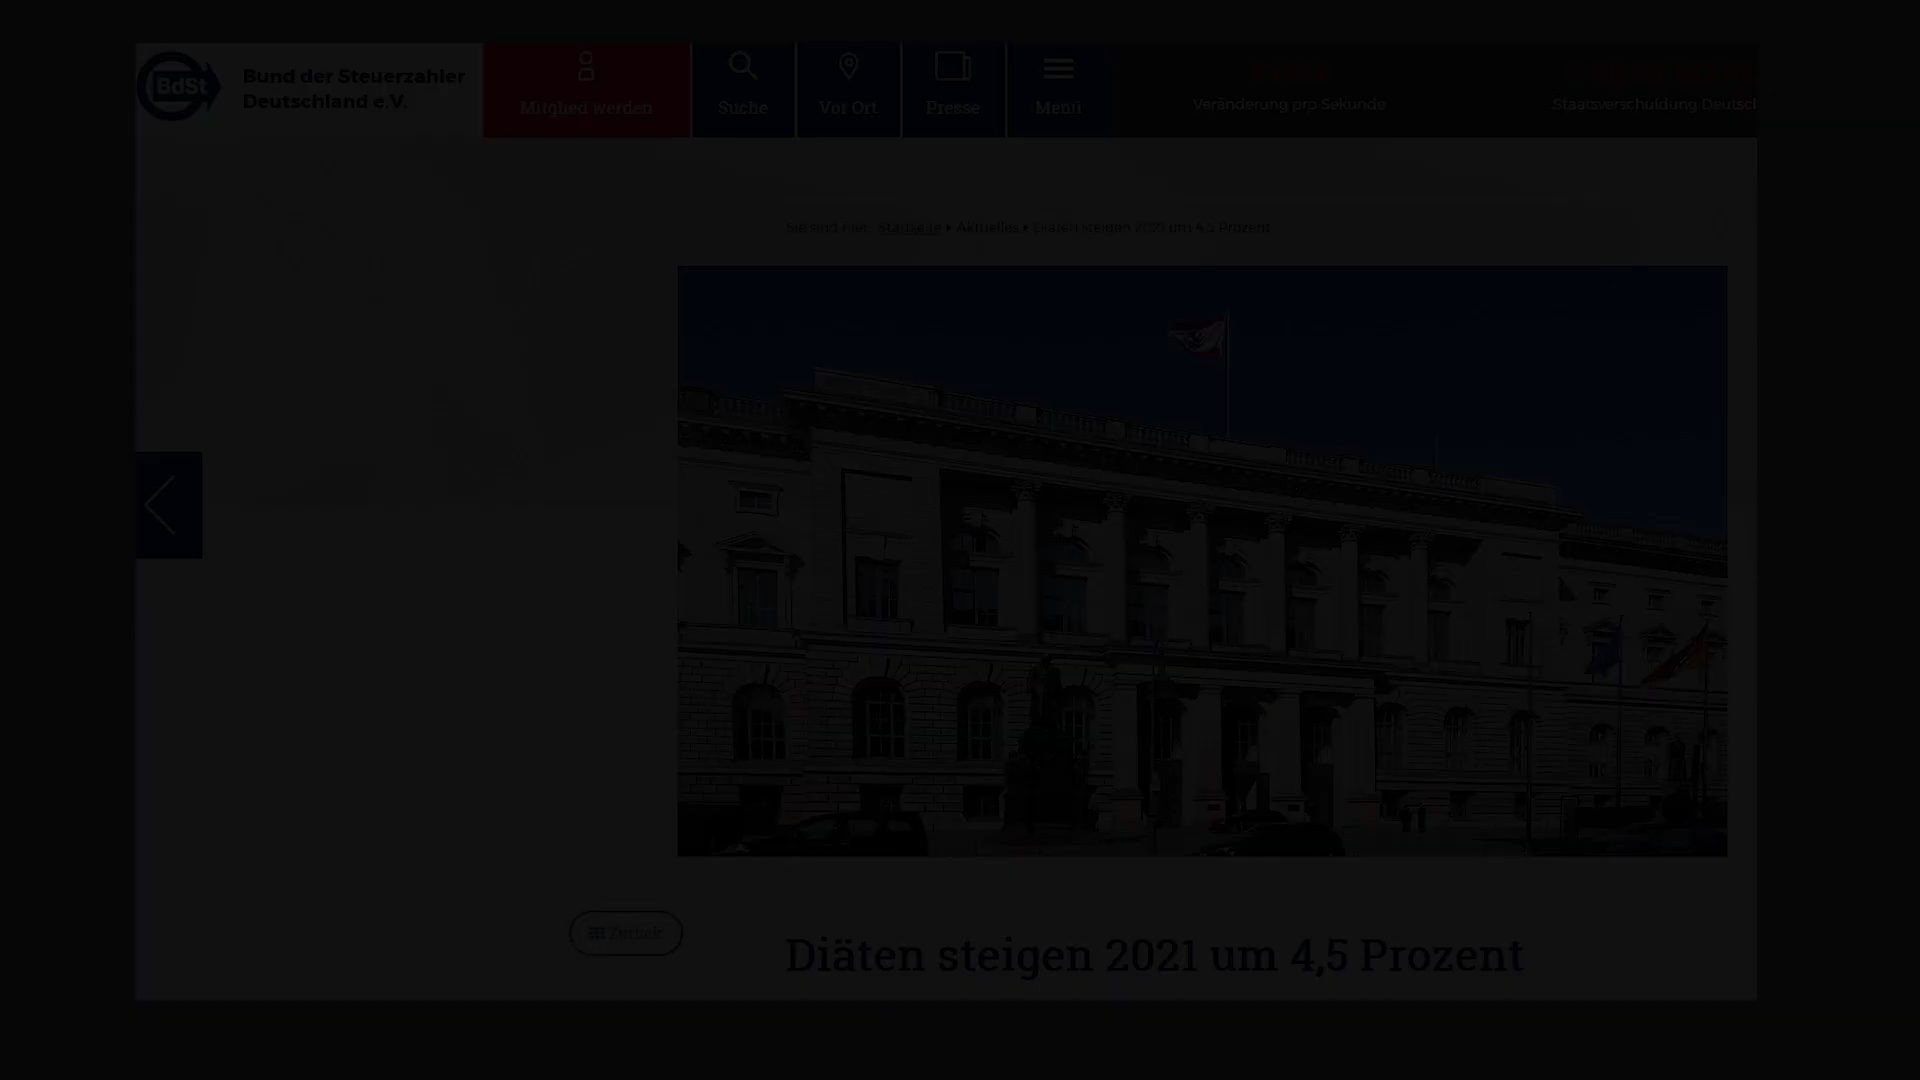 BdSt
Bund der Steuerzahler
Deutschland e.V.
Mitglied werden
Suche
Vor Ort
Presse
Menü
Veränderung pro Sekunde
Staatsverschuldung Deutschl
Sie sind hier: Startseite Aktuelles Diäten steigen 2021 um 4,5 Prozent
Zurück
Diäten steigen 2021 um 4,5 Prozent